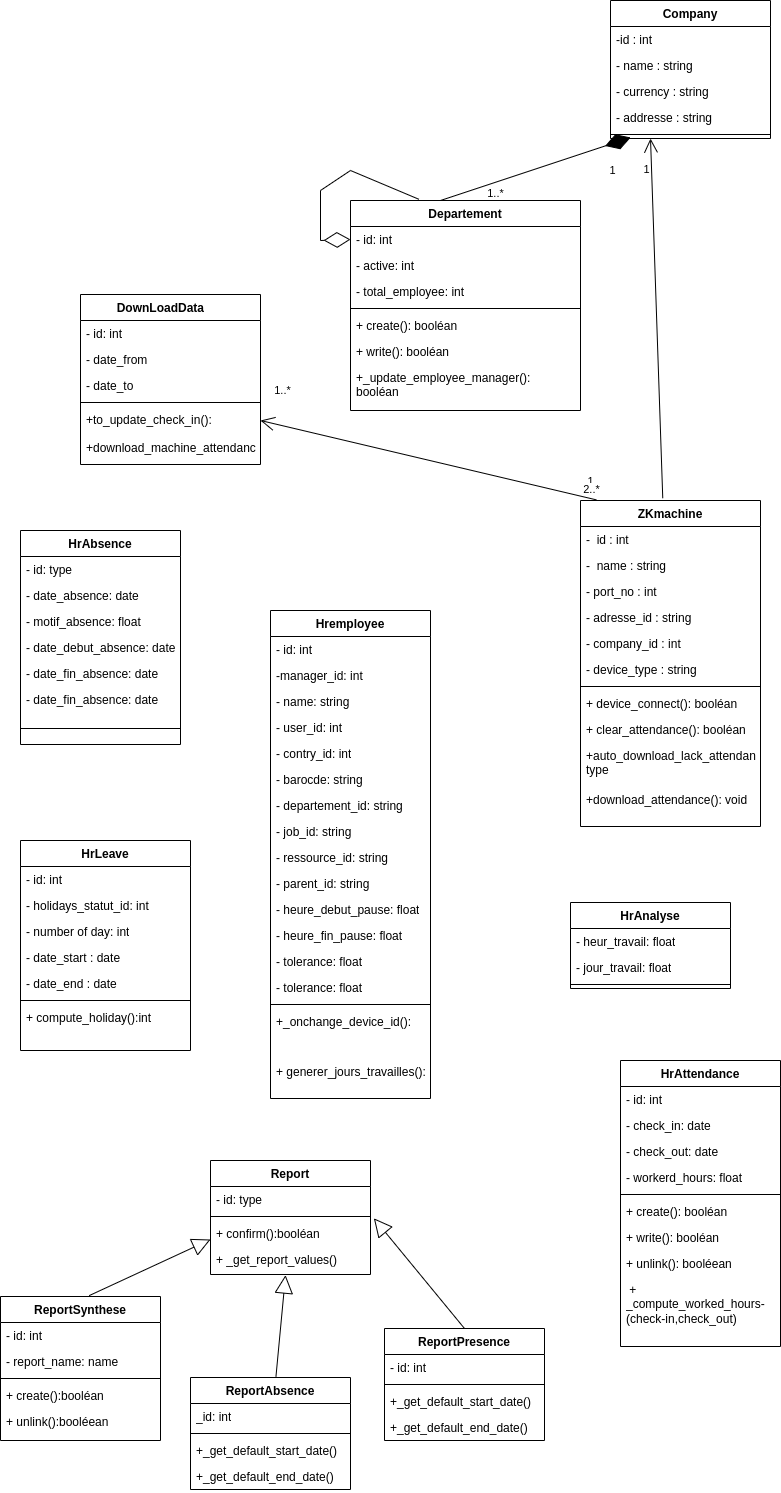 Company
-id : int
- name : string
- currency : string
- addresse : string
1
1
1..*
Departement
- id: int
- active: int
- total_employee: int
+ create(): booléan
+ write(): booléan
+_update_employee_manager():
booléan
DownLoadData
- id: int
- date_from
- date_to
+to_update_check_in():
+download_machine_attendanc
1..*
1
2..*
ZKmachine
-  id : int
-  name : string
- port_no : int
- adresse_id : string
- company_id : int
- device_type : string
+ device_connect(): booléan
+ clear_attendance(): booléan
+auto_download_lack_attendan
type
+download_attendance(): void
HrAbsence
- id: type
- date_absence: date
- motif_absence: float
- date_debut_absence: date
- date_fin_absence: date
- date_fin_absence: date
Hremployee
- id: int
-manager_id: int
- name: string
- user_id: int
- contry_id: int
- barocde: string
- departement_id: string
- job_id: string
- ressource_id: string
- parent_id: string
- heure_debut_pause: float
- heure_fin_pause: float
- tolerance: float
- tolerance: float
+_onchange_device_id():
+ generer_jours_travailles():
HrLeave
- id: int
- holidays_statut_id: int
- number of day: int
- date_start : date
- date_end : date
+ compute_holiday():int
HrAnalyse
- heur_travail: float
- jour_travail: float
HrAttendance
- id: int
- check_in: date
- check_out: date
- workerd_hours: float
+ create(): booléan
+ write(): booléan
+ unlink(): booléean
+
_compute_worked_hours-
(check-in,check_out)
Report
- id: type
+ confirm():booléan
+ _get_report_values()
ReportSynthese
- id: int
- report_name: name
+ create():booléan
+ unlink():booléean
ReportAbsence
_id: int
+_get_default_start_date()
+_get_default_end_date()
ReportPresence
- id: int
+_get_default_start_date()
+_get_default_end_date()